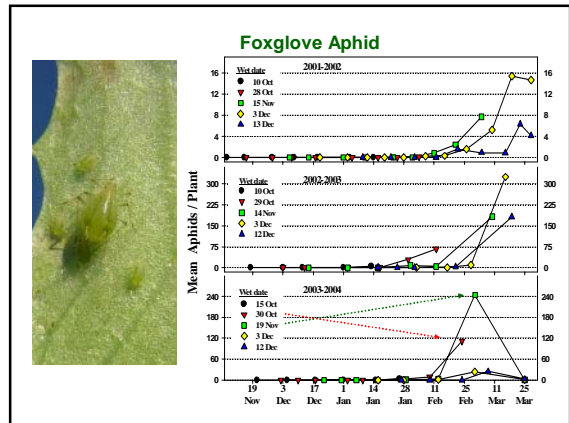 Foxglove Aphid
2001-2002
Wet date
10 Oct
28 Oct
15 Nov
3 Dec
13 Dec
16 16
12 12
8 8
4 4
0 0
2002-2003
Wet date
10 Oct
29 Oct
14 Nov
3 Dec
12 Dec
300 300
225 225
150 150
75 75
0 0
2003-2004
Wet date
15 Oct
30 Oct
19 Nov
3 Dec
12 Dec
240 240
180 180
120 120
60 60
0 0
Mean Aphids / Plant
19 3 17 1 14 28 11 25 11 25
Nov Dec Dec Jan Jan Jan Feb Feb Mar Mar